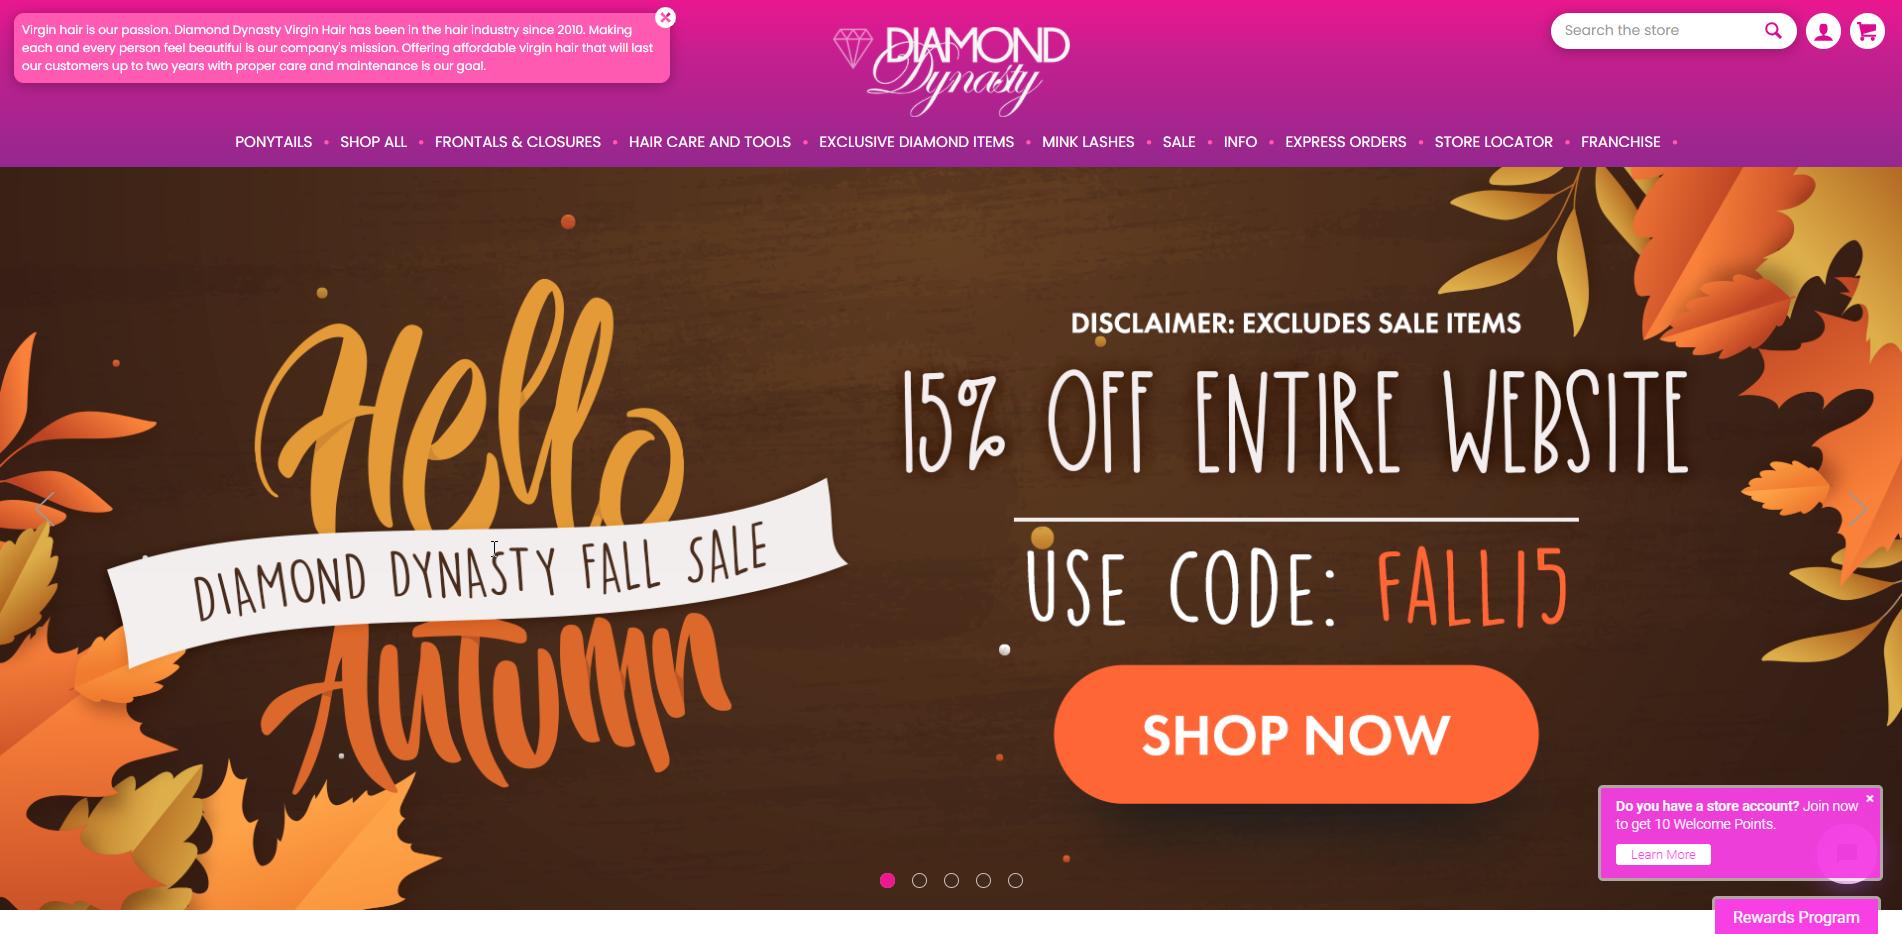 Virgin hair is our passion. Diamond Dynasty Virgin Hair has been in the hair industry since 2010. Making
each and every person feel beautiful is our company's mission. Offering affordable virgin hair that will last
our customers up to two years with proper care and maintenance is our goal.
DIAMOND
Dynasty
Search the store
PONYTAILS • SHOP ALL • FRONTALS & CLOSURES • HAIR CARE AND TOOLS • EXCLUSIVE DIAMOND ITEMS • MINK LASHES • SALE • INFO • EXPRESS ORDERS • STORE LOCATOR • FRANCHISE •
Hello
DIAMOND DYNASTY FALL SALE
Autumn
DISCLAIMER: EXCLUDES SALE ITEMS
15% OFF ENTIRE WEBSITE
USE CODE: FALL15
SHOP NOW
Do you have a store account? Join now
to get 10 Welcome Points.
Learn More
Rewards Program